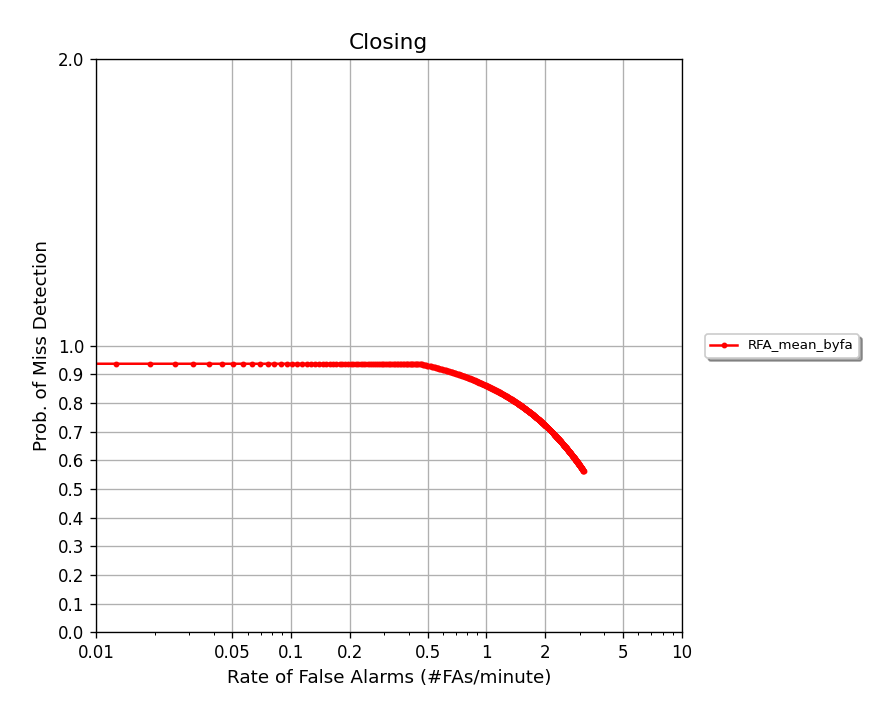 Closing
2.0
1.0
0.9
0.8
0.7
0.6
0.5
0.4
0.3
0.2
0.1
0.0
Prob. of Miss Detection
0.01 0.05 0.1 0.2 0.5 1 2 5 10
Rate of False Alarms (#FAs/minute)
RFA_mean_byfa